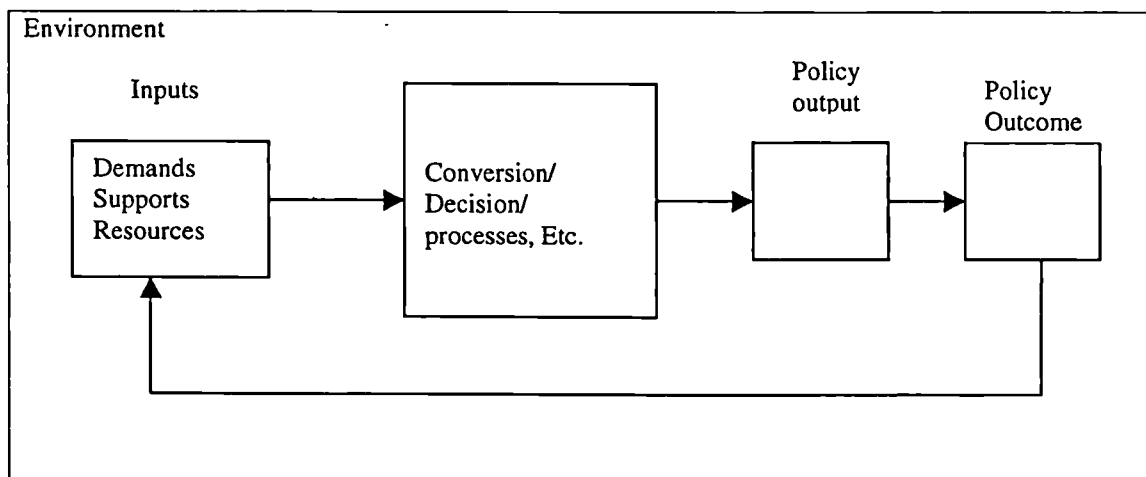 Environment
Inputs
Demands
Supports
Resources
Conversion/
Decision/
processes, Etc.
Policy
output
Policy
Outcome